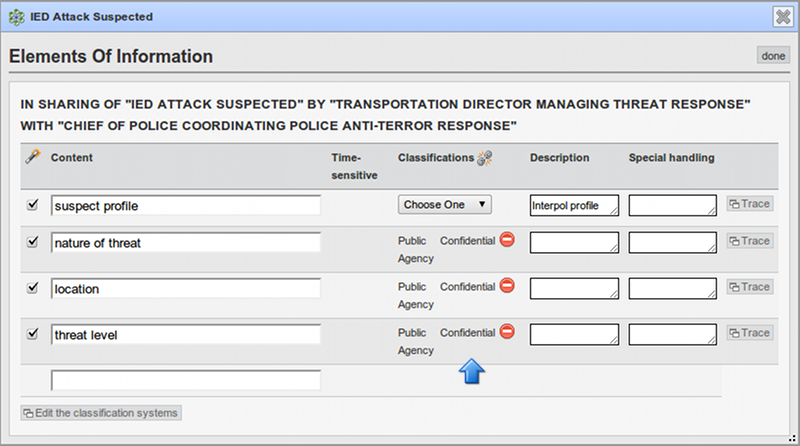 IED Attack Suspected
Elements Of Information
done
IN SHARING OF "IED ATTACK SUSPECTED" BY "TRANSPORTATION DIRECTOR MANAGING THREAT RESPONSE"
WITH "CHIEF OF POLICE COORDINATING POLICE ANTI-TERROR RESPONSE"
Content Time- Classifications Description Special handling
sensitive
suspect profile Choose One Interpol profile Trace
nature of threat Public Confidential Trace
Agency
location Public Confidential Trace
Agency
threat level Public Confidential Trace
Agency
Edit the classification systems